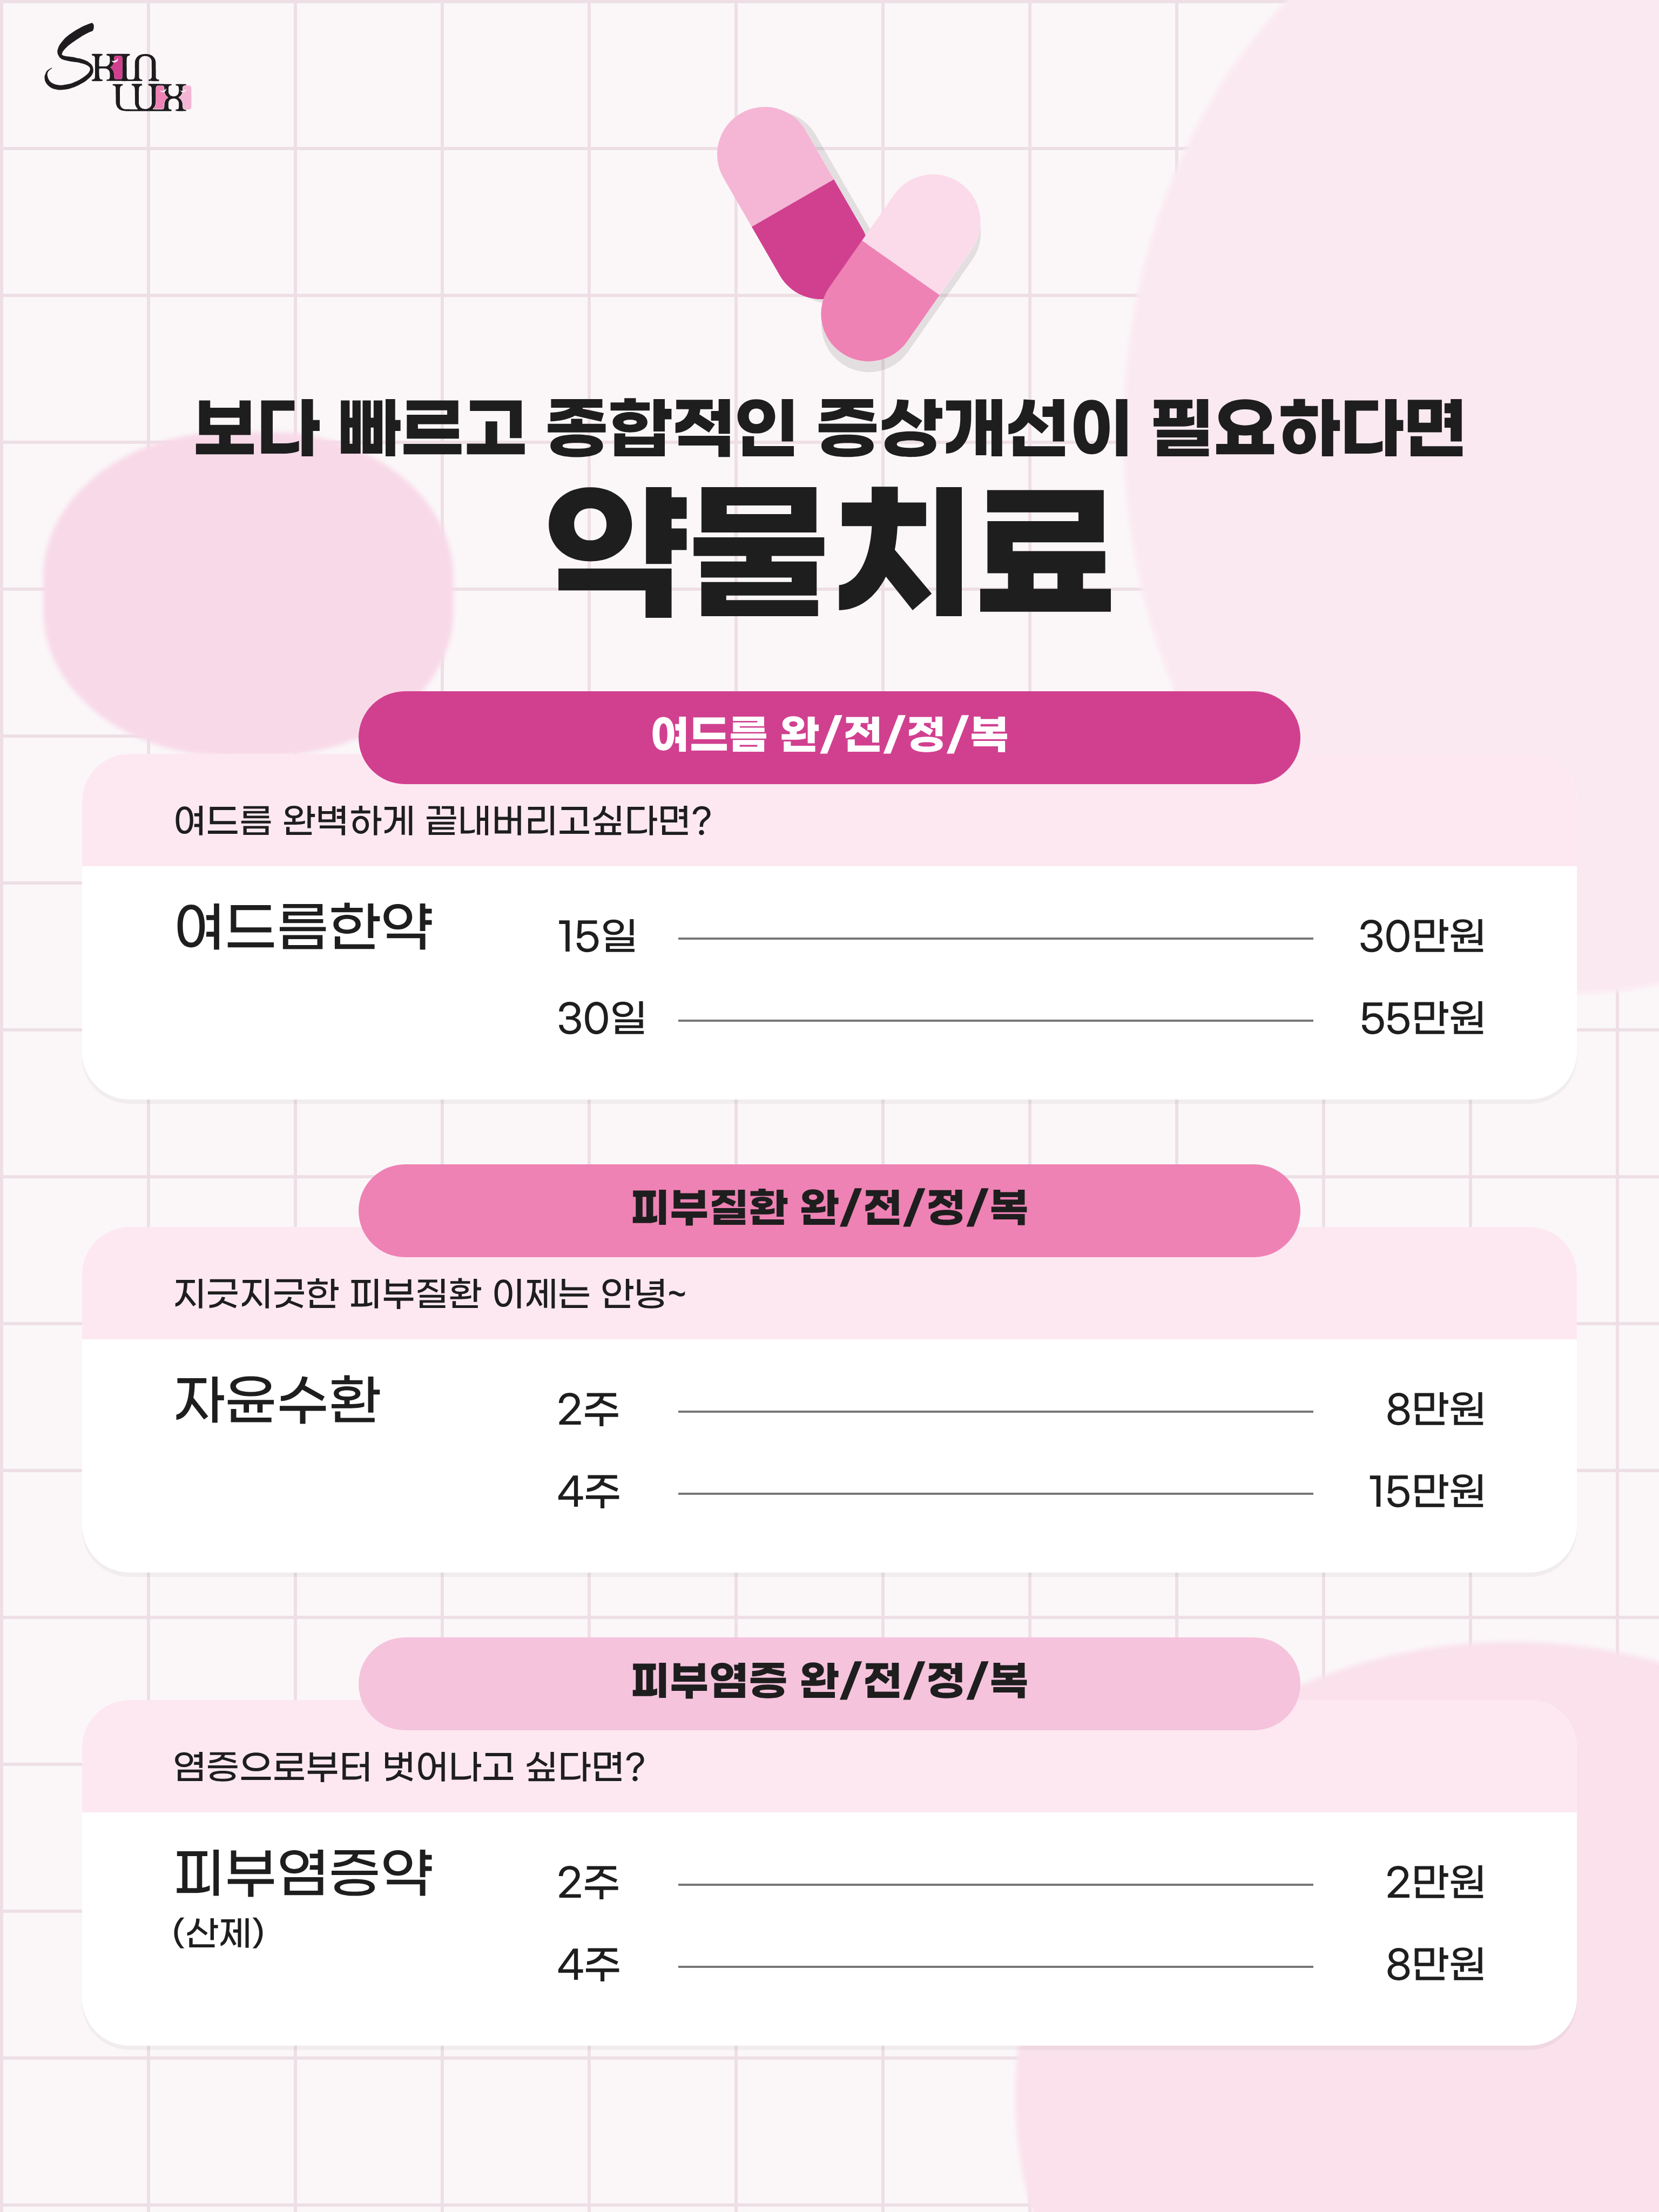 SKIN
LUX
보다 빠르고 종합적인 증상개선이 필요하다면
약물치료
여드름 완/전/정/복
여드름 완벽하게 끝내버리고싶다면?
여드름한약 15일 30만원
30일 55만원
피부질환 완/전/정/복
지긋지긋한 피부질환 이제는 안녕~
자윤수환 2주 8만원
4주 15만원
피부염증 완/전/정/복
염증으로부터 벗어나고 싶다면?
피부염증약 2주 2만원
(산제)
4주 8만원